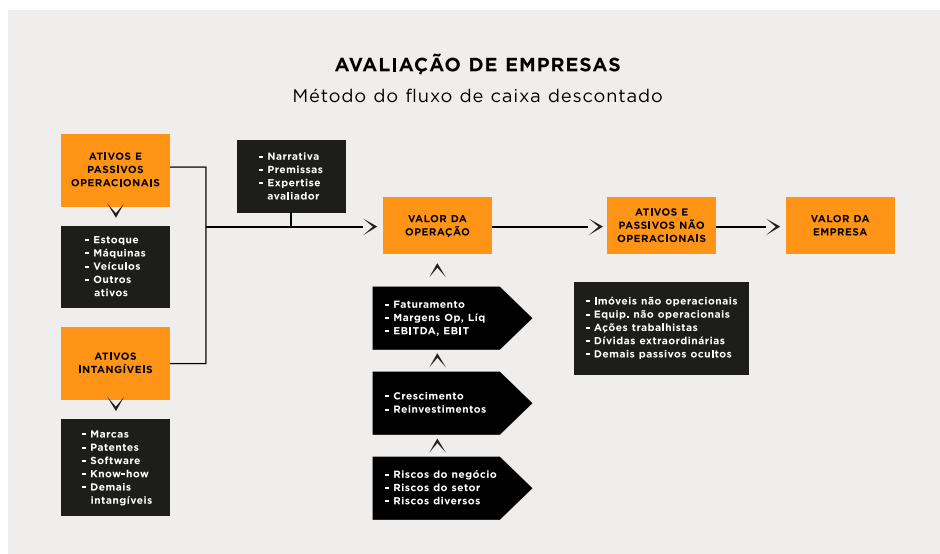 AVALIAÇÃO DE EMPRESAS
Método do fluxo de caixa descontado
ATIVOS E
PASSIVOS
OPERACIONAIS
- Estoque
- Máquinas
- Veículos
- Outros
ativos
ATIVOS
INTANGÍVEIS
- Marcas
- Patentes
- Software
- Know-how
- Demais
intangíveis
- Narrativa
- Premissas
- Expertise
avaliador
VALOR DA
OPERAÇÃO
- Faturamento
- Margens Op, Líq
- EBITDA, EBIT
- Crescimento
- Reinvestimentos
- Riscos do negócio
- Riscos do setor
- Riscos diversos
ATIVOS E
PASSIVOS NÃO
OPERACIONAIS
- Imóveis não operacionais
- Equip. não operacionais
- Ações trabalhistas
- Dívidas extraordinárias
- Demais passivos ocultos
VALOR DA
EMPRESA